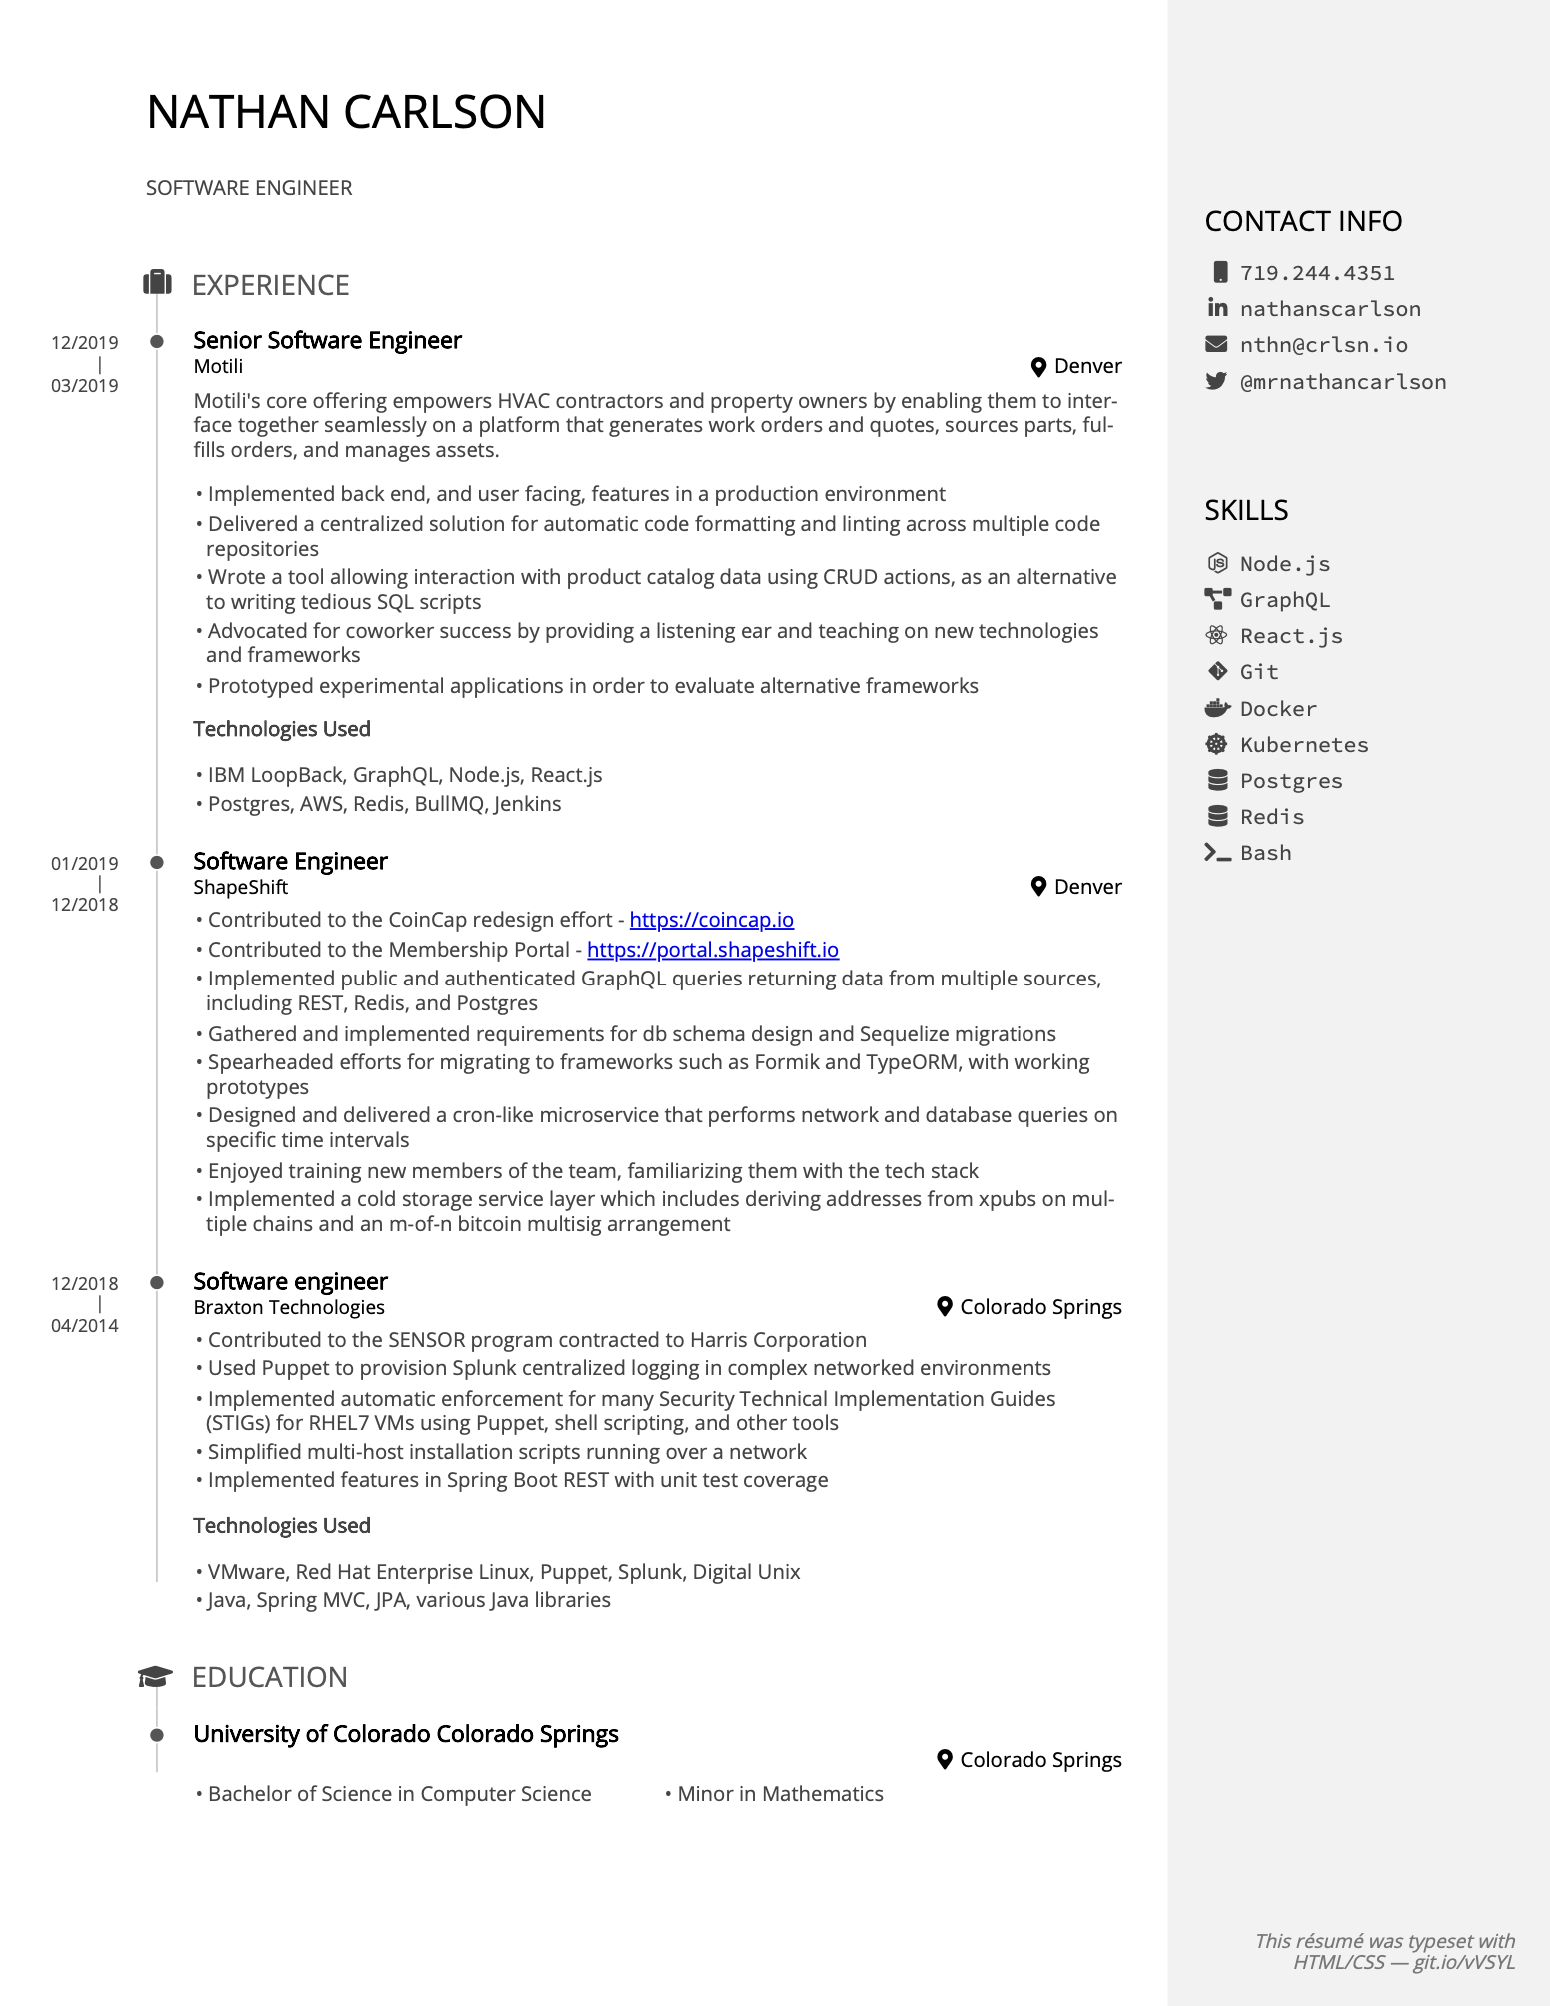 NATHAN CARLSON
SOFTWARE ENGINEER
EXPERIENCE
12/2019
|
03/2019
Senior Software Engineer
Motili
Denver
Motili's core offering empowers HVAC contractors and property owners by enabling them to inter-
face together seamlessly on a platform that generates work orders and quotes, sources parts, ful-
fills orders, and manages assets.
• Implemented back end, and user facing, features in a production environment
• Delivered a centralized solution for automatic code formatting and linting across multiple code
repositories
• Wrote a tool allowing interaction with product catalog data using CRUD actions, as an alternative
to writing tedious SQL scripts
• Advocated for coworker success by providing a listening ear and teaching on new technologies
and frameworks
• Prototyped experimental applications in order to evaluate alternative frameworks
Technologies Used
• IBM LoopBack, GraphQL, Node.js, React.js
• Postgres, AWS, Redis, BullMQ, Jenkins
01/2019
|
12/2018
Software Engineer
ShapeShift
Denver
• Contributed to the CoinCap redesign effort - https://coincap.io
• Contributed to the Membership Portal - https://portal.shapeshift.io
• Implemented public and authenticated GraphQL queries returning data from multiple sources,
including REST, Redis, and Postgres
• Gathered and implemented requirements for db schema design and Sequelize migrations
• Spearheaded efforts for migrating to frameworks such as Formik and TypeORM, with working
prototypes
• Designed and delivered a cron-like microservice that performs network and database queries on
specific time intervals
• Enjoyed training new members of the team, familiarizing them with the tech stack
• Implemented a cold storage service layer which includes deriving addresses from xpubs on mul-
tiple chains and an m-of-n bitcoin multisig arrangement
12/2018
|
04/2014
Software engineer
Braxton Technologies
Colorado Springs
• Contributed to the SENSOR program contracted to Harris Corporation
• Used Puppet to provision Splunk centralized logging in complex networked environments
• Implemented automatic enforcement for many Security Technical Implementation Guides
(STIGs) for RHEL7 VMs using Puppet, shell scripting, and other tools
• Simplified multi-host installation scripts running over a network
• Implemented features in Spring Boot REST with unit test coverage
Technologies Used
• VMware, Red Hat Enterprise Linux, Puppet, Splunk, Digital Unix
• Java, Spring MVC, JPA, various Java libraries
EDUCATION
University of Colorado Colorado Springs
Colorado Springs
• Bachelor of Science in Computer Science
• Minor in Mathematics
CONTACT INFO
719.244.4351
nathanscarlson
nthn@crlsn.io
@mrnathancarlson
SKILLS
Node.js
GraphQL
React.js
Git
Docker
Kubernetes
Postgres
Redis
Bash
This résumé was typeset with
HTML/CSS — git.io/vVSYL